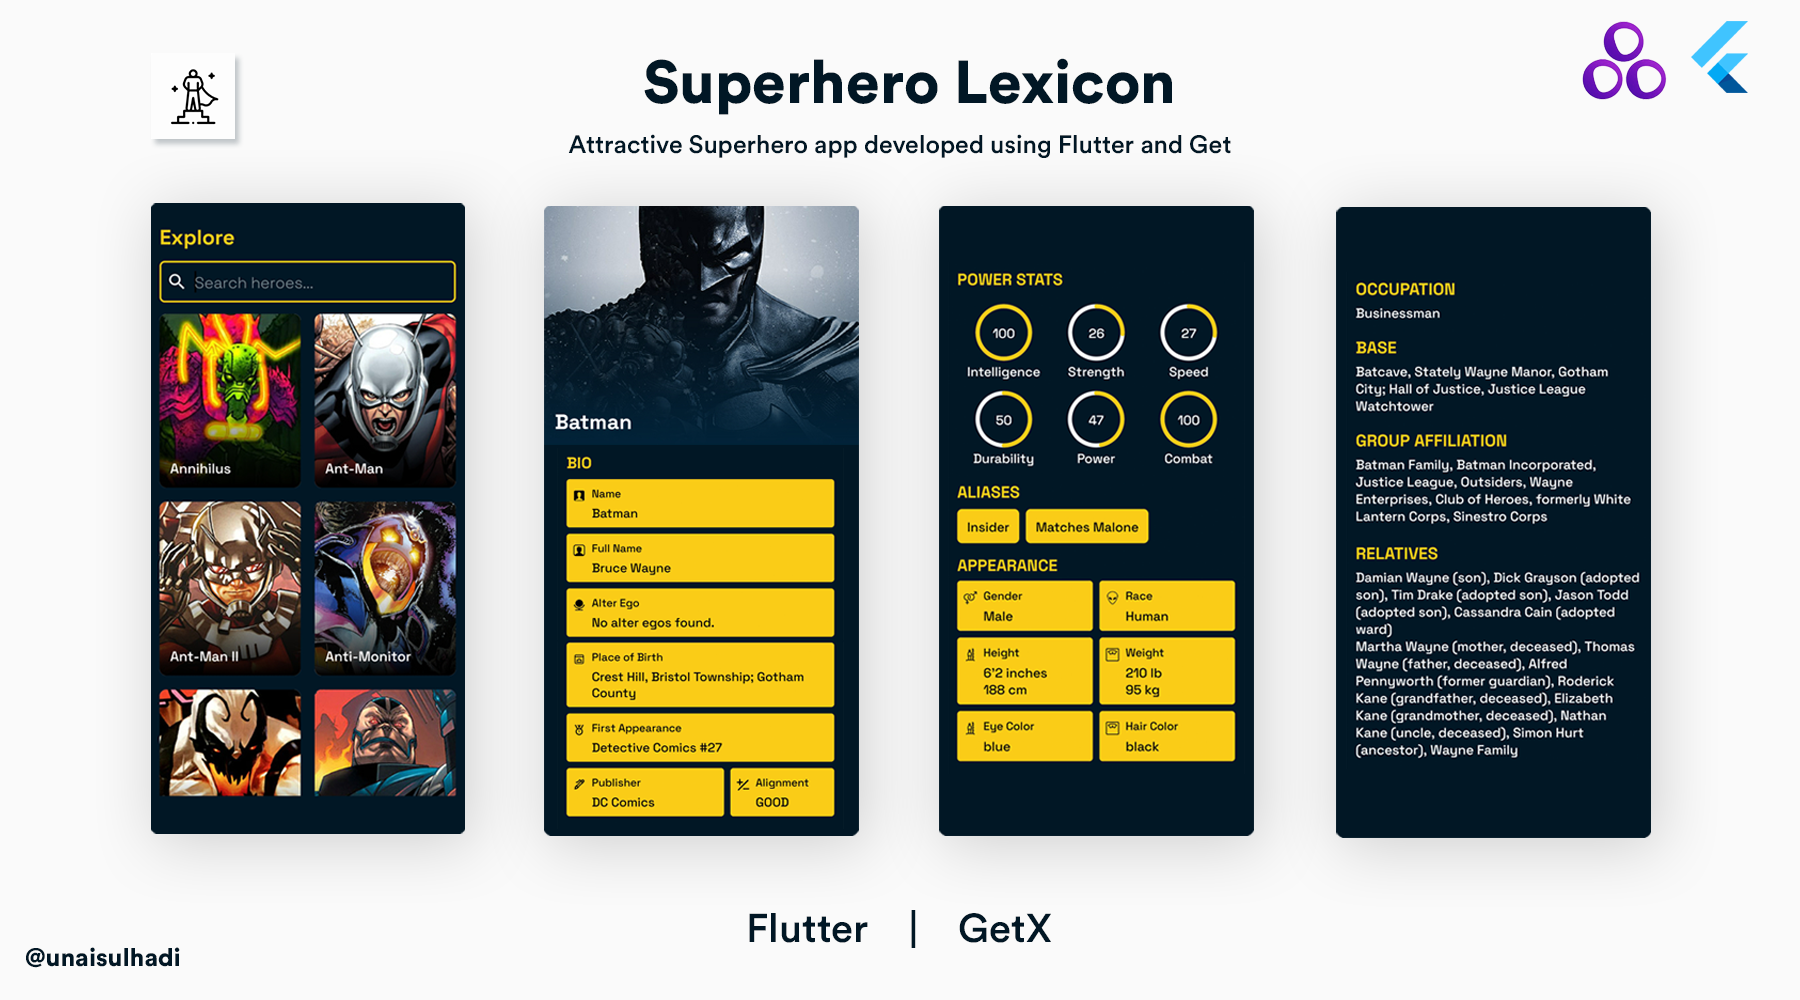 Superhero Lexicon
Attractive Superhero app developed using Flutter and Get
Explore
Search heroes...
Annihilus
Ant-Man
Ant-Man II
Anti-Monitor
Batman
BIO
Name
Batman
Full Name
Bruce Wayne
Alter Ego
No alter egos found.
Place of Birth
Crest Hill, Bristol Township; Gotham
County
First Appearance
Detective Comics #27
Publisher
DC Comics
Alignment
GOOD
POWER STATS
100
Intelligence
26
Strength
27
Speed
50
Durability
47
Power
100
Combat
ALIASES
Insider
Matches Malone
APPEARANCE
Gender
Male
Race
Human
Height
6'2 inches
188 cm
Weight
210 lb
95 kg
Eye Color
blue
Hair Color
black
OCCUPATION
Businessman
BASE
Batcave, Stately Wayne Manor, Gotham
City; Hall of Justice, Justice League
Watchtower
GROUP AFFILIATION
Batman Family, Batman Incorporated,
Justice League, Outsiders, Wayne
Enterprises, Club of Heroes, formerly White
Lantern Corps, Sinestro Corps
RELATIVES
Damian Wayne (son), Dick Grayson (adopted
son), Tim Drake (adopted son), Jason Todd
(adopted son), Cassandra Cain (adopted
ward)
Martha Wayne (mother, deceased), Thomas
Wayne (father, deceased), Alfred
Pennyworth (former guardian), Roderick
Kane (grandfather, deceased), Elizabeth
Kane (grandmother, deceased), Nathan
Kane (uncle, deceased), Simon Hurt
(ancestor), Wayne Family
Flutter | GetX
@unaisulhadi